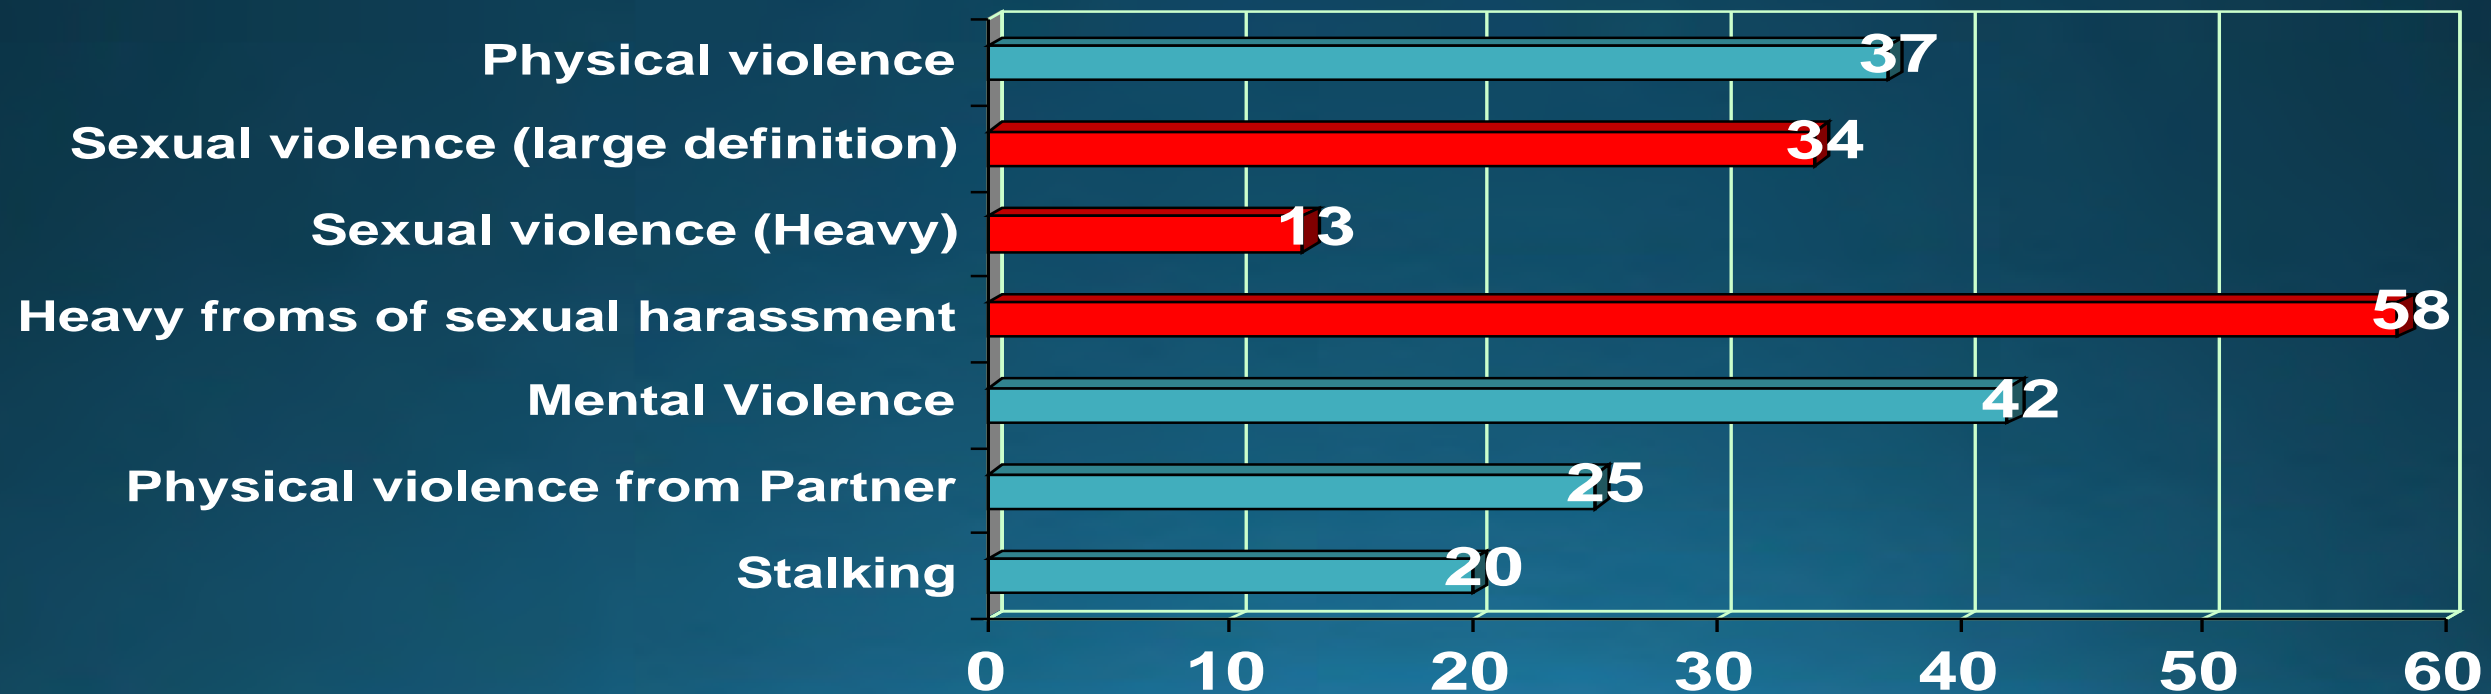 Physical violence 37
Sexual violence (large definition) 34
Sexual violence (Heavy) 13
Heavy froms of sexual harassment 58
Mental Violence 42
Physical violence from Partner 25
Stalking 20
0 10 20 30 40 50 60